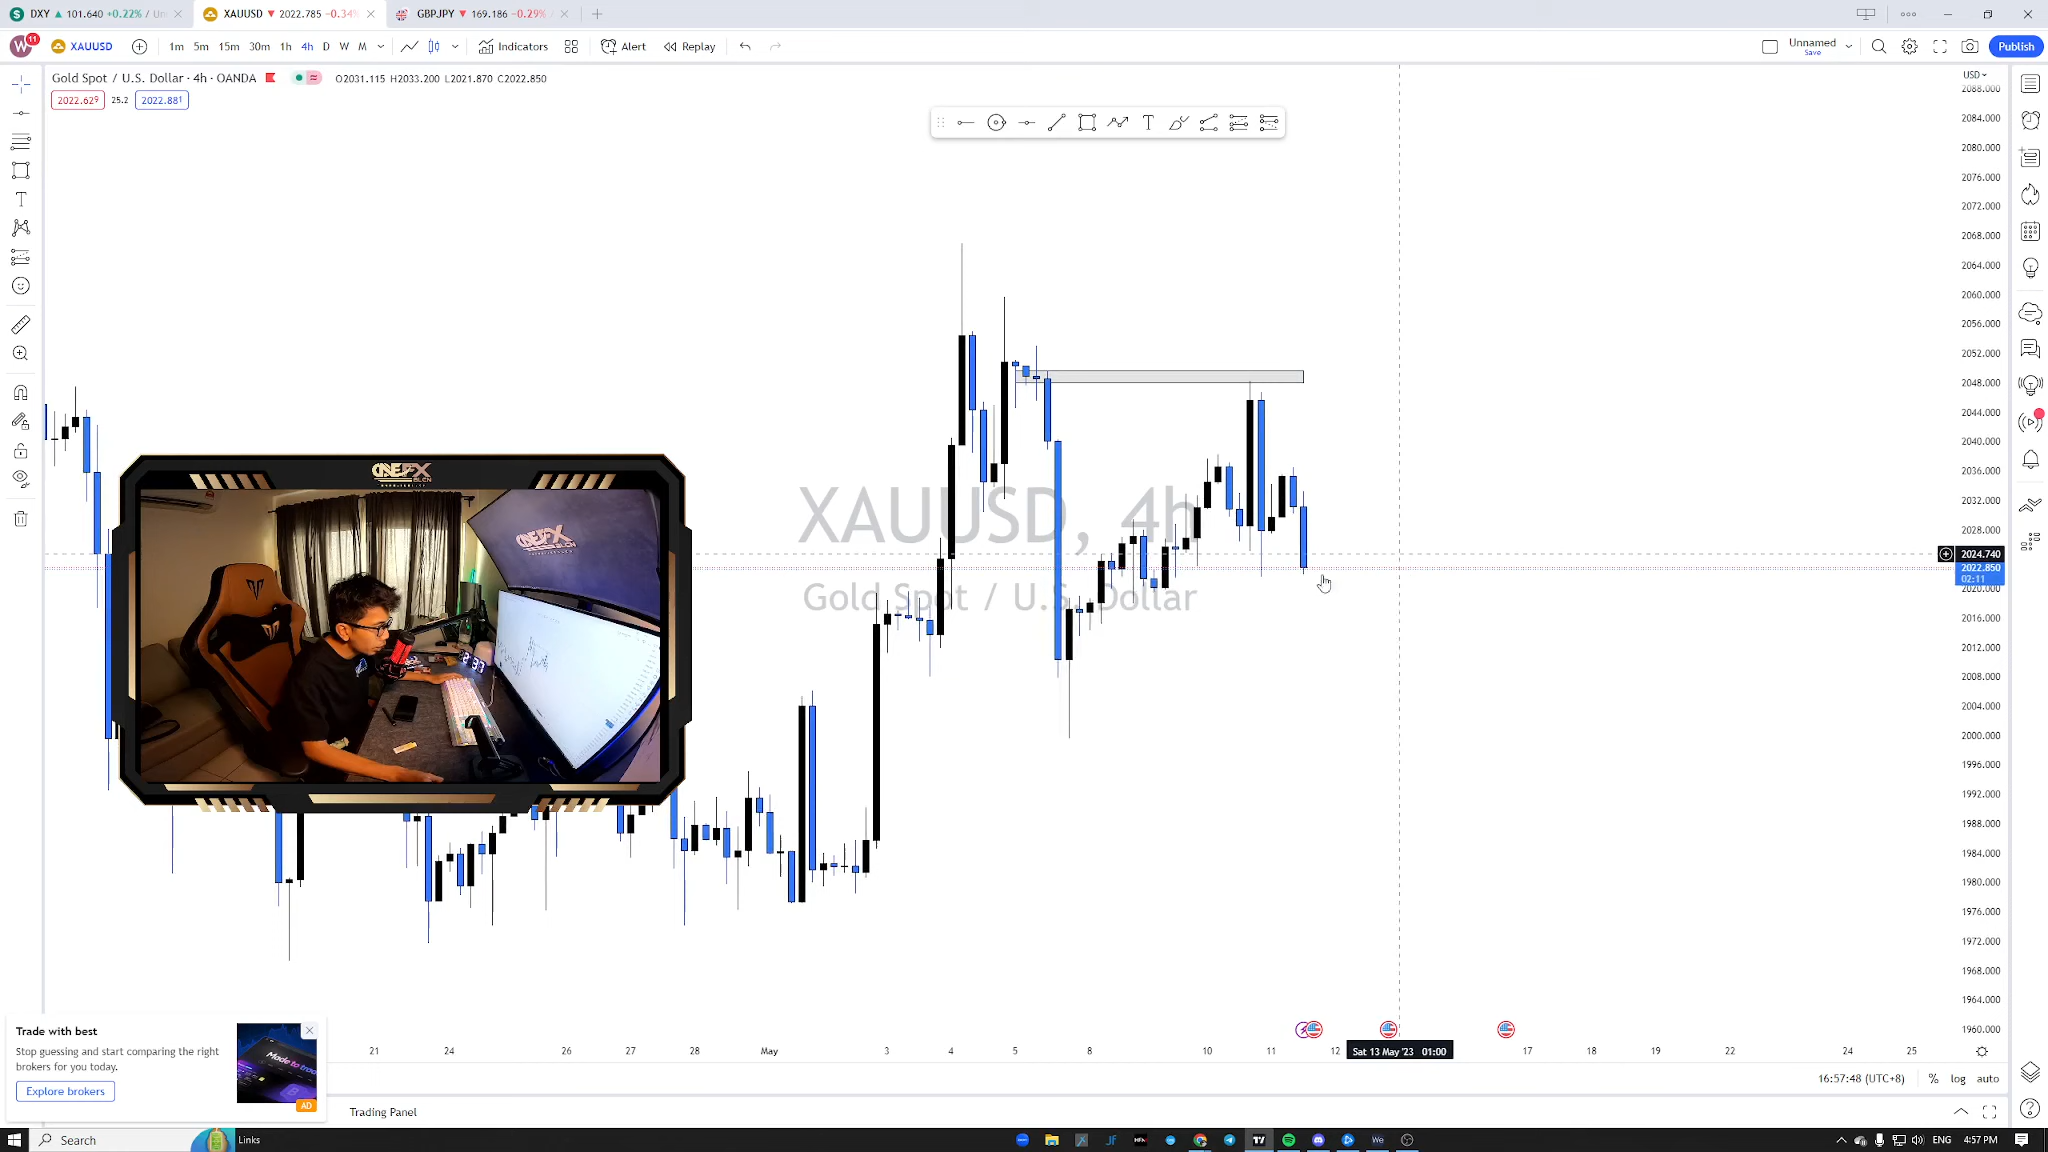 DXY ▲ 101.640 +0.22% / Un
XAUUSD ▼ 2022.785 −0.34%
GBPJPY ▼ 169.186 −0.29%
W 11
XAUUSD
1m 5m 15m 30m 1h 4h D W M
Indicators
Alert
Replay
Unnamed
Save
Publish
Gold Spot / U.S. Dollar · 4h · OANDA
O2031.115 H2033.200 L2021.870 C2022.850
2022.629 25.2 2022.881
USD
2088.000
2084.000
2080.000
2076.000
2072.000
2068.000
2064.000
2060.000
2056.000
2052.000
2048.000
2044.000
2040.000
2036.000
2032.000
2028.000
2024.740
2022.850
02:11
2020.000
2016.000
2012.000
2008.000
2004.000
2000.000
1996.000
1992.000
1988.000
1984.000
1980.000
1976.000
1972.000
1968.000
1964.000
1960.000
XAUUSD, 4h
Gold Spot / U.S. Dollar
21 24 26 27 28 May 3 4 5 8 10 11 12 Sat 13 May '23 01:00 17 18 19 22 24 25
16:57:48 (UTC+8) % log auto
Trade with best
Stop guessing and start comparing the right
brokers for you today.
Explore brokers
Made to trade
AD
Trading Panel
Search
Links
JF
We
ENG 4:57 PM